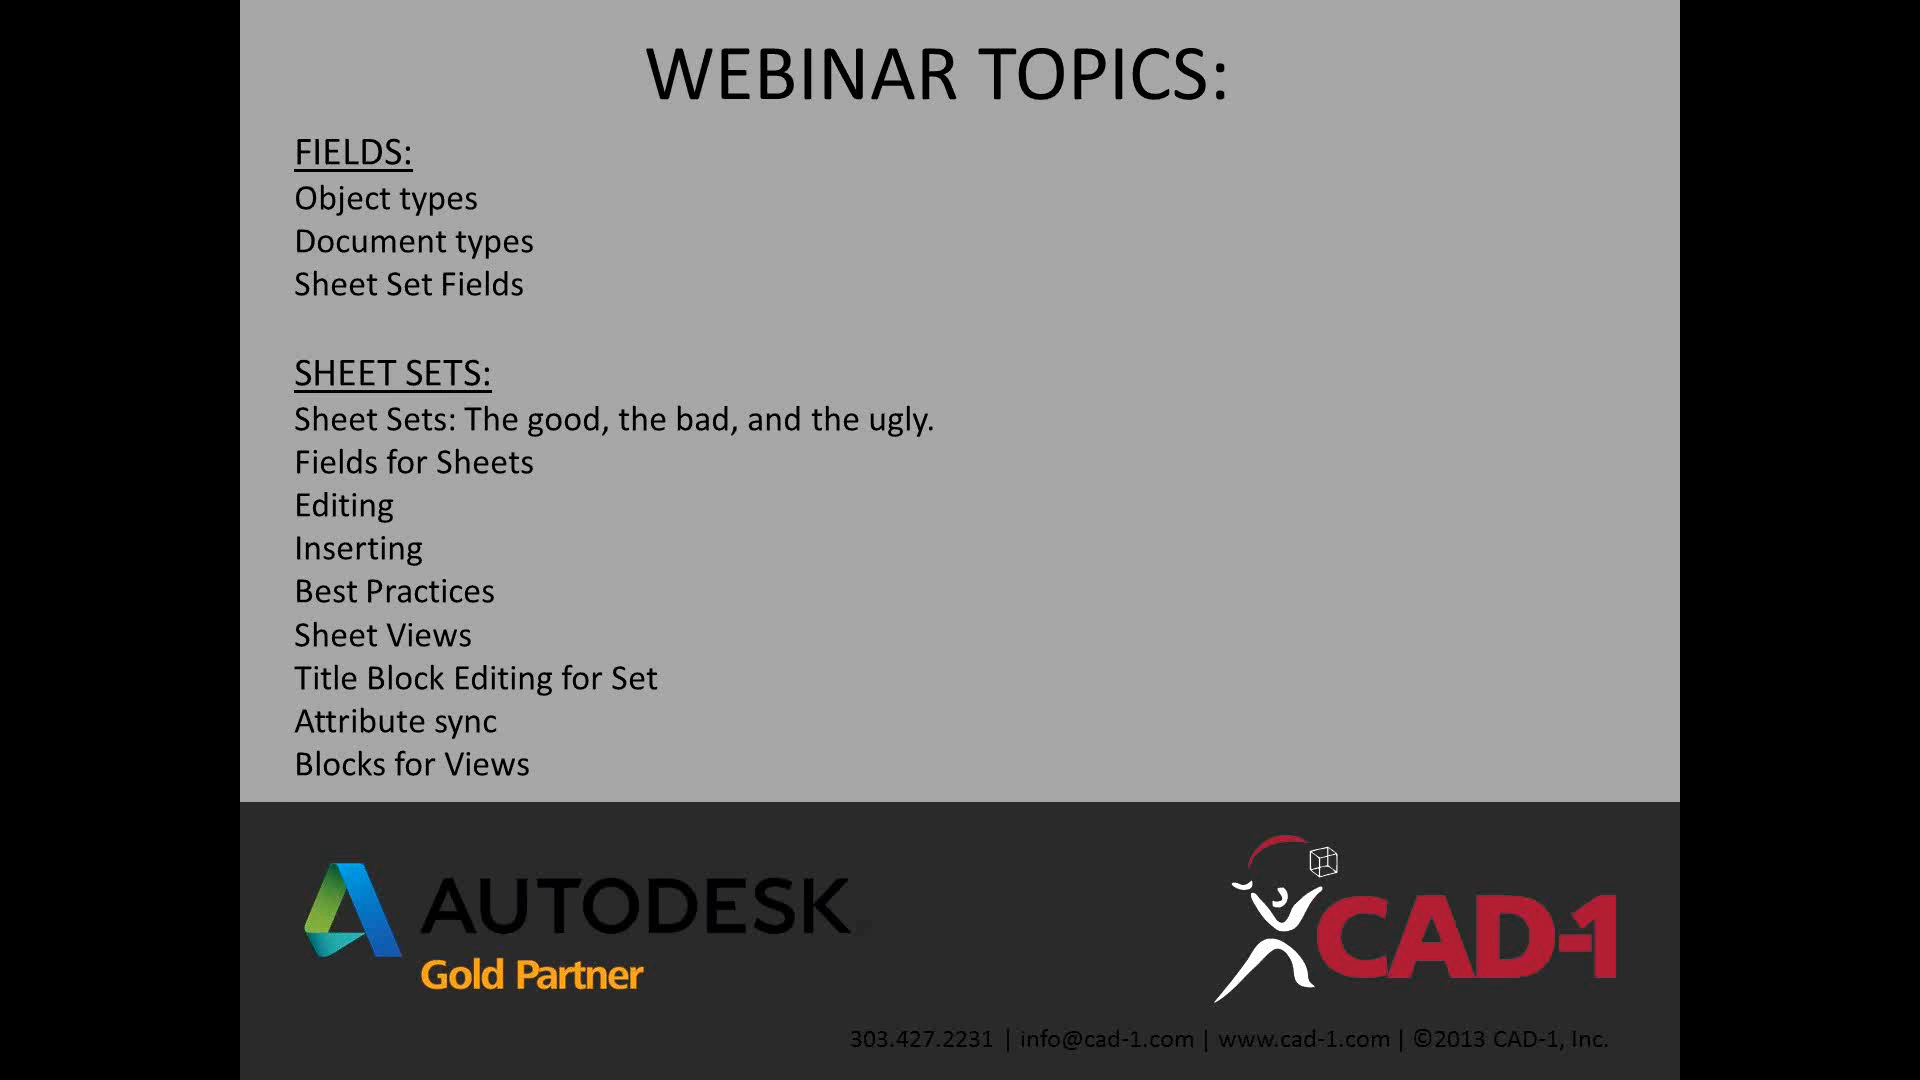 WEBINAR TOPICS:
FIELDS:
Object types
Document types
Sheet Set Fields
SHEET SETS:
Sheet Sets: The good, the bad, and the ugly.
Fields for Sheets
Editing
Inserting
Best Practices
Sheet Views
Title Block Editing for Set
Attribute sync
Blocks for Views
AUTODESK
Gold Partner
CAD-1
303.427.2231 | info@cad-1.com | www.cad-1.com | ©2013 CAD-1, Inc.